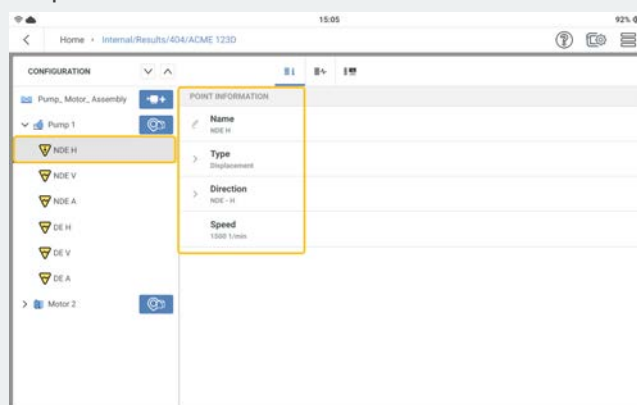 15:05
92%
Home • Internal/Results/404/ACME 123D
CONFIGURATION
Pump_Motor_Assembly
Pump 1
NDE H
NDE V
NDE A
DE H
DE V
DE A
Motor 2
POINT INFORMATION
Name
NDE H
Type
Displacement
Direction
NDE - H
Speed
1500 1/min